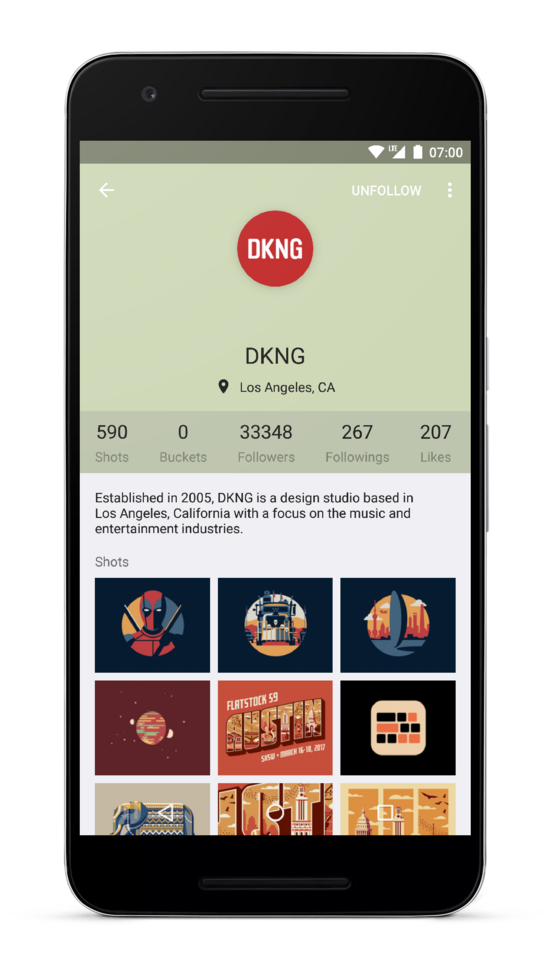 LTE 07:00
UNFOLLOW
DKNG
DKNG
Los Angeles, CA
590 0 33348 267 207
Shots Buckets Followers Followings Likes
Established in 2005, DKNG is a design studio based in
Los Angeles, California with a focus on the music and
entertainment industries.
Shots
FLATSTOCK 59
AUSTIN
SXSW • MARCH 16-18, 2017